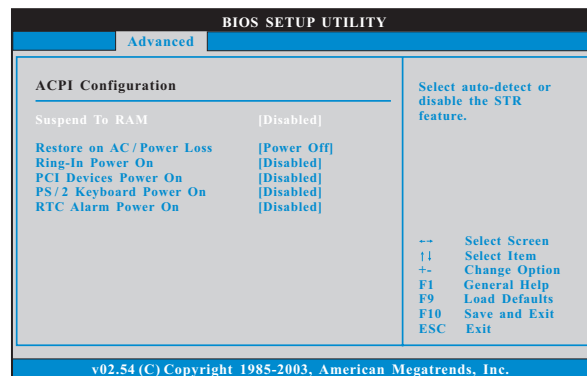 BIOS SETUP UTILITY
Advanced
ACPI Configuration
Suspend To RAM [Disabled]
Restore on AC / Power Loss [Power Off]
Ring-In Power On [Disabled]
PCI Devices Power On [Disabled]
PS / 2 Keyboard Power On [Disabled]
RTC Alarm Power On [Disabled]
Select auto-detect or
disable the STR
feature.
←→ Select Screen
↑↓ Select Item
+- Change Option
F1 General Help
F9 Load Defaults
F10 Save and Exit
ESC Exit
v02.54 (C) Copyright 1985-2003, American Megatrends, Inc.